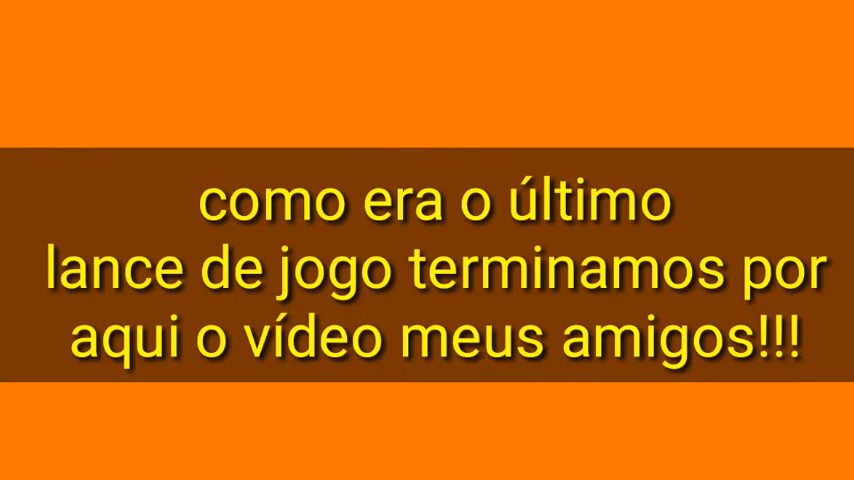 como era o último
lance de jogo terminamos por
aqui o vídeo meus amigos!!!